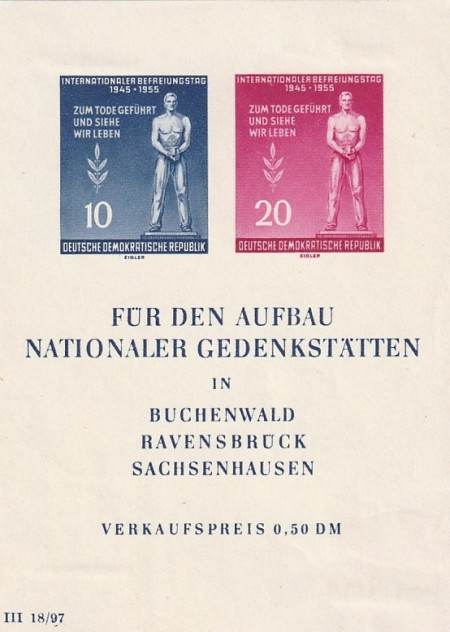 INTERNATIONALER BEFREIUNGSTAG
1945 • 1955
ZUM TODE GEFÜHRT
UND SIEHE
WIR LEBEN
10
DEUTSCHE DEMOKRATISCHE REPUBLIK
EIGLER
INTERNATIONALER BEFREIUNGSTAG
1945 • 1955
ZUM TODE GEFÜHRT
UND SIEHE
WIR LEBEN
20
DEUTSCHE DEMOKRATISCHE REPUBLIK
EIGLER
FÜR DEN AUFBAU
NATIONALER GEDENKSTÄTTEN
IN
BUCHENWALD
RAVENSBRÜCK
SACHSENHAUSEN
VERKAUFSPREIS 0,50 DM
III 18/97